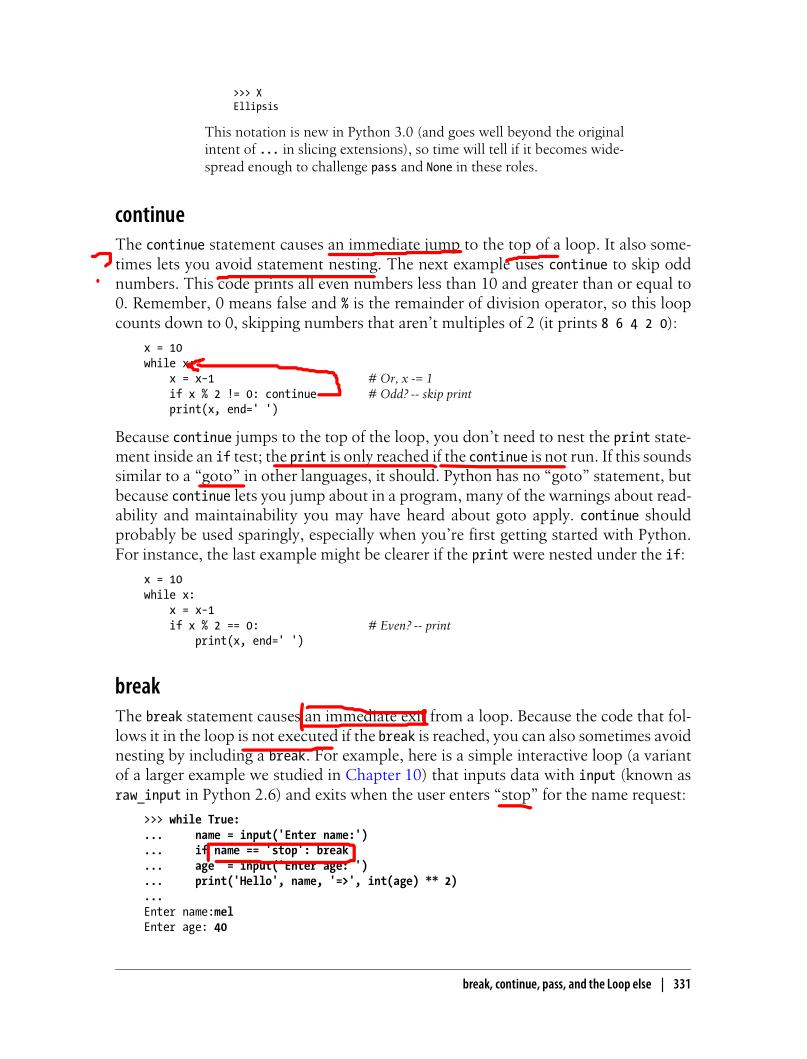 >>> X
Ellipsis
This notation is new in Python 3.0 (and goes well beyond the original
intent of ... in slicing extensions), so time will tell if it becomes wide-
spread enough to challenge pass and None in these roles.
continue
The continue statement causes an immediate jump to the top of a loop. It also some-
times lets you avoid statement nesting. The next example uses continue to skip odd
numbers. This code prints all even numbers less than 10 and greater than or equal to
0. Remember, 0 means false and % is the remainder of division operator, so this loop
counts down to 0, skipping numbers that aren't multiples of 2 (it prints 8 6 4 2 0):
x = 10
while x:
    x = x-1 # Or, x -= 1
    if x % 2 != 0: continue # Odd? -- skip print
    print(x, end=' ')
Because continue jumps to the top of the loop, you don't need to nest the print state-
ment inside an if test; the print is only reached if the continue is not run. If this sounds
similar to a “goto” in other languages, it should. Python has no “goto” statement, but
because continue lets you jump about in a program, many of the warnings about read-
ability and maintainability you may have heard about goto apply. continue should
probably be used sparingly, especially when you're first getting started with Python.
For instance, the last example might be clearer if the print were nested under the if:
x = 10
while x:
    x = x-1
    if x % 2 == 0: # Even? -- print
        print(x, end=' ')
break
The break statement causes an immediate exit from a loop. Because the code that fol-
lows it in the loop is not executed if the break is reached, you can also sometimes avoid
nesting by including a break. For example, here is a simple interactive loop (a variant
of a larger example we studied in Chapter 10) that inputs data with input (known as
raw_input in Python 2.6) and exits when the user enters “stop” for the name request:
>>> while True:
...     name = input('Enter name:')
...     if name == 'stop': break
...     age  = input('Enter age: ')
...     print('Hello', name, '=>', int(age) ** 2)
...
Enter name:mel
Enter age: 40
break, continue, pass, and the Loop else | 331